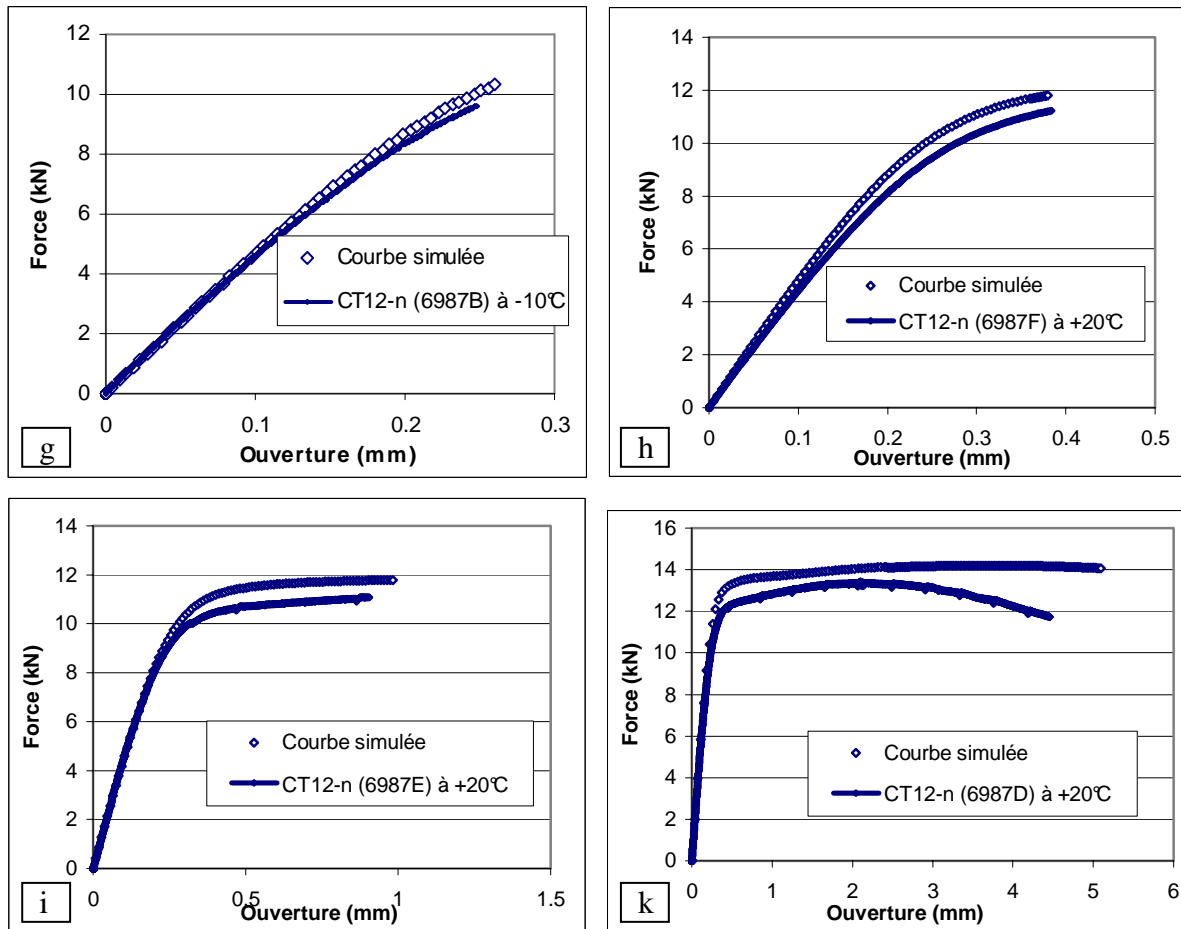 12
10
8
6
4
2
0
Force (kN)
Courbe simulée
CT12-n (6987B) à -10°C
0 0.1 0.2 0.3
Ouverture (mm)
g
14
12
10
8
6
4
2
0
Force (kN)
Courbe simulée
CT12-n (6987F) à +20°C
0 0.1 0.2 0.3 0.4 0.5
Ouverture (mm)
h
14
12
10
8
6
4
2
0
Force (kN)
Courbe simulée
CT12-n (6987E) à +20°C
0 0.5 1 1.5
Ouverture (mm)
i
16
14
12
10
8
6
4
2
0
Force (kN)
Courbe simulée
CT12-n (6987D) à +20°C
0 1 2 3 4 5 6
Ouverture (mm)
k